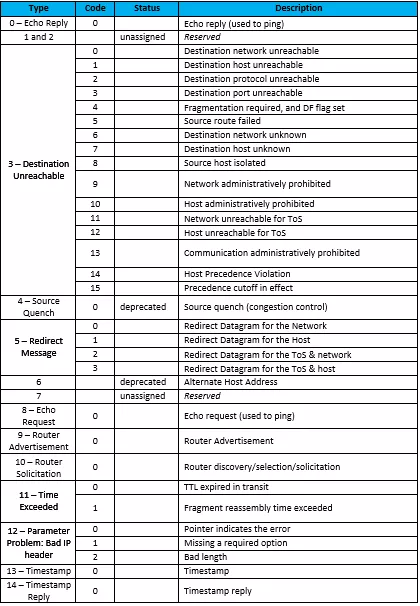 Type Code Status Description
0 – Echo Reply 0 Echo reply (used to ping)
1 and 2 unassigned Reserved
3 – Destination Unreachable
0 Destination network unreachable
1 Destination host unreachable
2 Destination protocol unreachable
3 Destination port unreachable
4 Fragmentation required, and DF flag set
5 Source route failed
6 Destination network unknown
7 Destination host unknown
8 Source host isolated
9 Network administratively prohibited
10 Host administratively prohibited
11 Network unreachable for ToS
12 Host unreachable for ToS
13 Communication administratively prohibited
14 Host Precedence Violation
15 Precedence cutoff in effect
4 – Source Quench 0 deprecated Source quench (congestion control)
5 – Redirect Message
0 Redirect Datagram for the Network
1 Redirect Datagram for the Host
2 Redirect Datagram for the ToS & network
3 Redirect Datagram for the ToS & host
6 deprecated Alternate Host Address
7 unassigned Reserved
8 – Echo Request 0 Echo request (used to ping)
9 – Router Advertisement 0 Router Advertisement
10 – Router Solicitation 0 Router discovery/selection/solicitation
11 – Time Exceeded
0 TTL expired in transit
1 Fragment reassembly time exceeded
12 – Parameter Problem: Bad IP header
0 Pointer indicates the error
1 Missing a required option
2 Bad length
13 – Timestamp 0 Timestamp
14 – Timestamp Reply 0 Timestamp reply